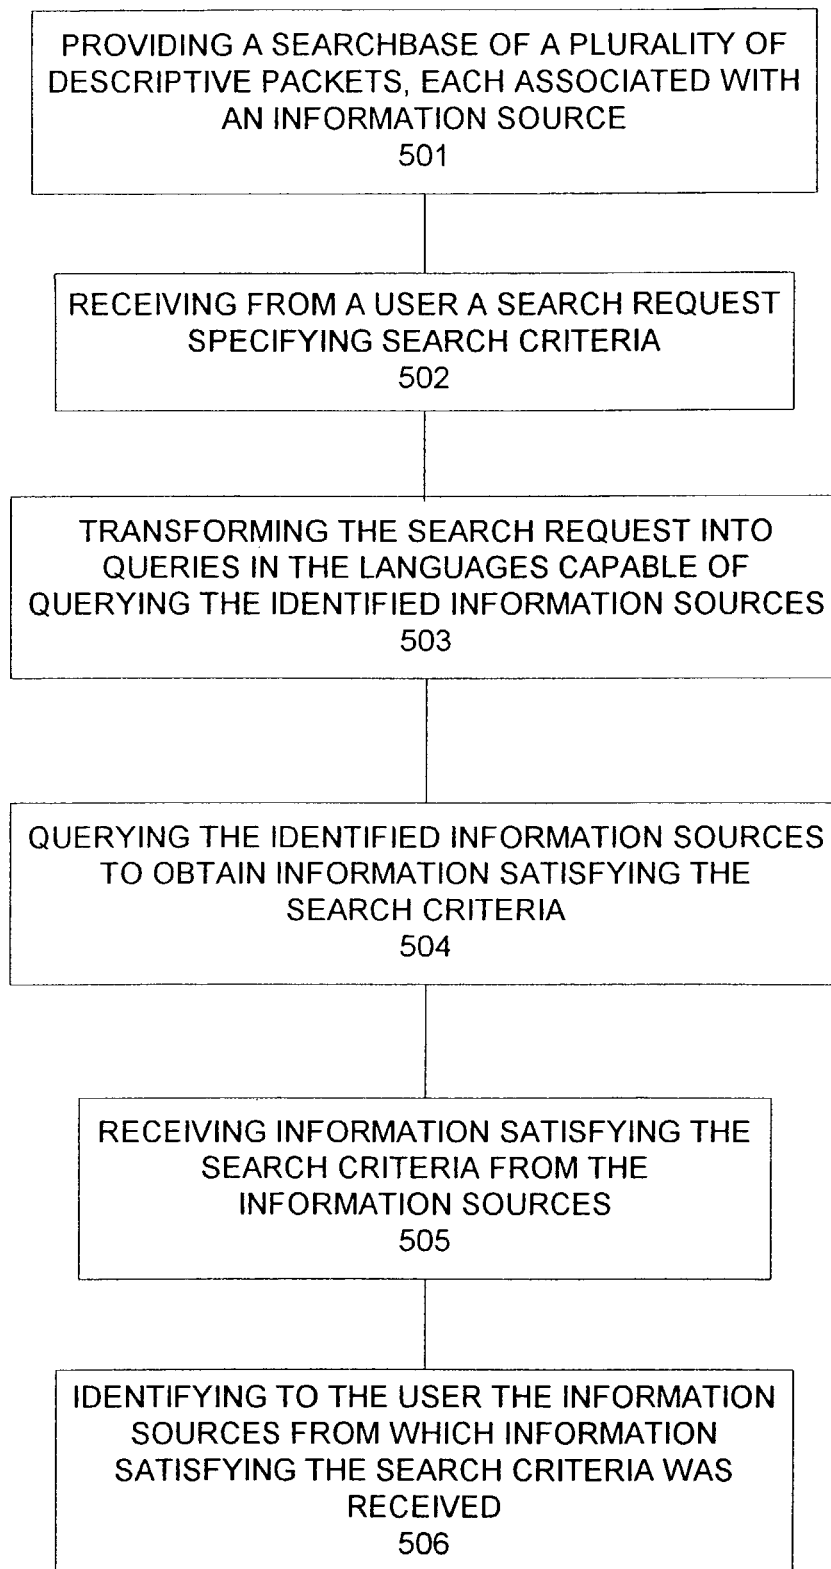 PROVIDING A SEARCHBASE OF A PLURALITY OF
DESCRIPTIVE PACKETS, EACH ASSOCIATED WITH
AN INFORMATION SOURCE
501
RECEIVING FROM A USER A SEARCH REQUEST
SPECIFYING SEARCH CRITERIA
502
TRANSFORMING THE SEARCH REQUEST INTO
QUERIES IN THE LANGUAGES CAPABLE OF
QUERYING THE IDENTIFIED INFORMATION SOURCES
503
QUERYING THE IDENTIFIED INFORMATION SOURCES
TO OBTAIN INFORMATION SATISFYING THE
SEARCH CRITERIA
504
RECEIVING INFORMATION SATISFYING THE
SEARCH CRITERIA FROM THE
INFORMATION SOURCES
505
IDENTIFYING TO THE USER THE INFORMATION
SOURCES FROM WHICH INFORMATION
SATISFYING THE SEARCH CRITERIA WAS
RECEIVED
506